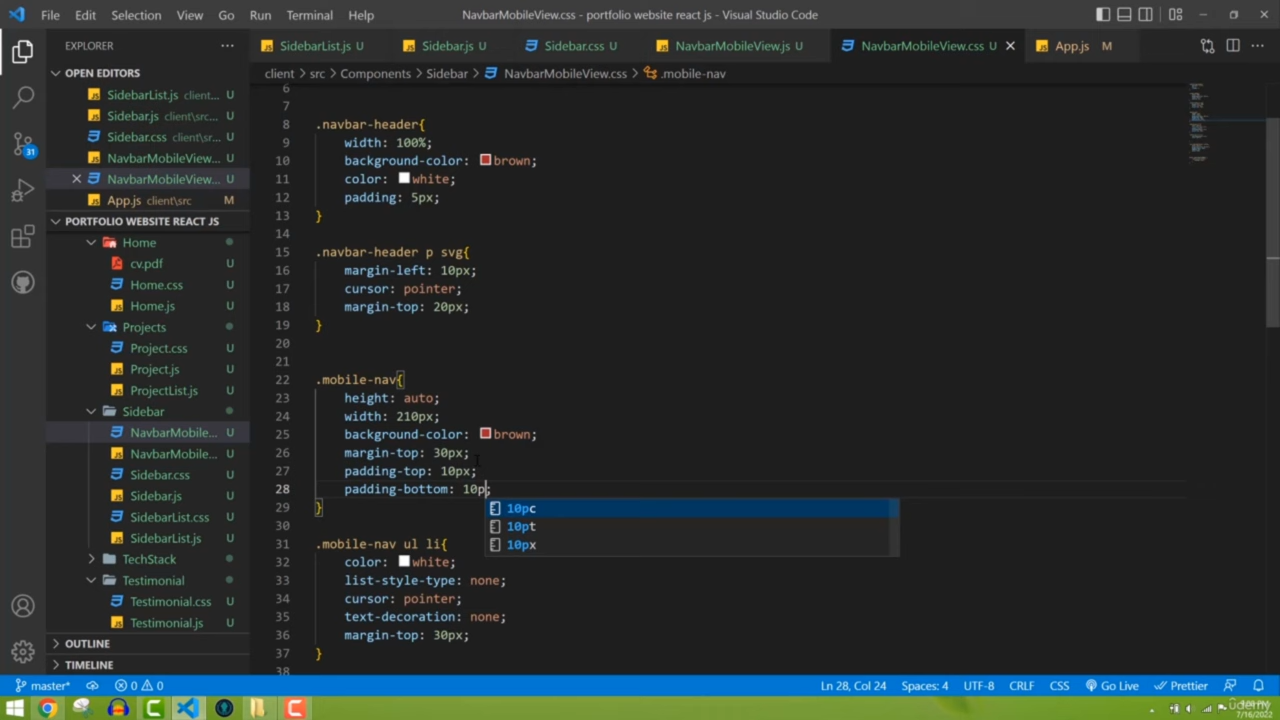 File Edit Selection View Go Run Terminal Help NavbarMobileView.css - portfolio website react js - Visual Studio Code
EXPLORER
SidebarList.js U Sidebar.js U Sidebar.css U NavbarMobileView.js U NavbarMobileView.css U App.js M
OPEN EDITORS
client > src > Components > Sidebar > NavbarMobileView.css > .mobile-nav
SidebarList.js client... U
Sidebar.js client\src... U
Sidebar.css client\sr... U
NavbarMobileView... U
NavbarMobileView... U
App.js client\src M
PORTFOLIO WEBSITE REACT JS
Home
cv.pdf U
Home.css U
Home.js U
Projects
Project.css U
Project.js U
ProjectList.js U
Sidebar
NavbarMobile... U
NavbarMobile... U
Sidebar.css U
Sidebar.js U
SidebarList.css U
SidebarList.js U
TechStack
Testimonial
Testimonial.css U
Testimonial.js U
OUTLINE
TIMELINE
31
6
7
8 .navbar-header{
9 width: 100%;
10 background-color: brown;
11 color: white;
12 padding: 5px;
13 }
14
15 .navbar-header p svg{
16 margin-left: 10px;
17 cursor: pointer;
18 margin-top: 20px;
19 }
20
21
22 .mobile-nav{
23 height: auto;
24 width: 210px;
25 background-color: brown;
26 margin-top: 30px;
27 padding-top: 10px;
28 padding-bottom: 10p;
29 }
10pc
10pt
10px
30
31 .mobile-nav ul li{
32 color: white;
33 list-style-type: none;
34 cursor: pointer;
35 text-decoration: none;
36 margin-top: 30px;
37 }
38
master* 0 0 Ln 28, Col 24 Spaces: 4 UTF-8 CRLF CSS Go Live Prettier
udemy
7/16/2022